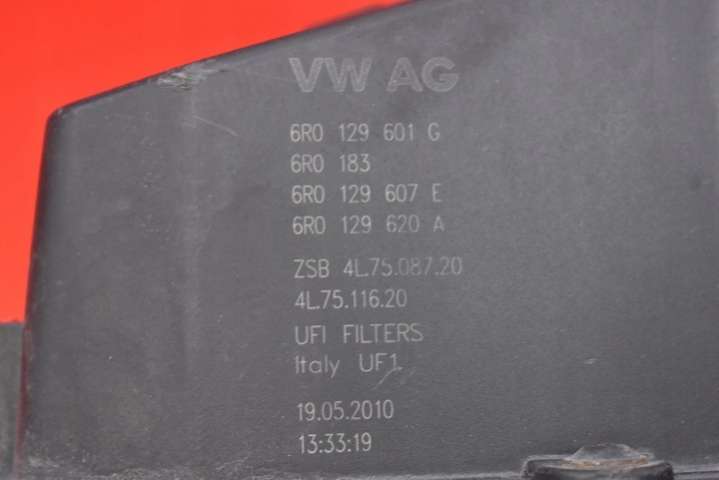 VW AG
6R0 129 601 G
6R0 183
6R0 129 607 E
6R0 129 620 A
ZSB 4L.75.087.20
4L.75.116.20
UFI FILTERS
Italy UF1
19.05.2010
13:33:19